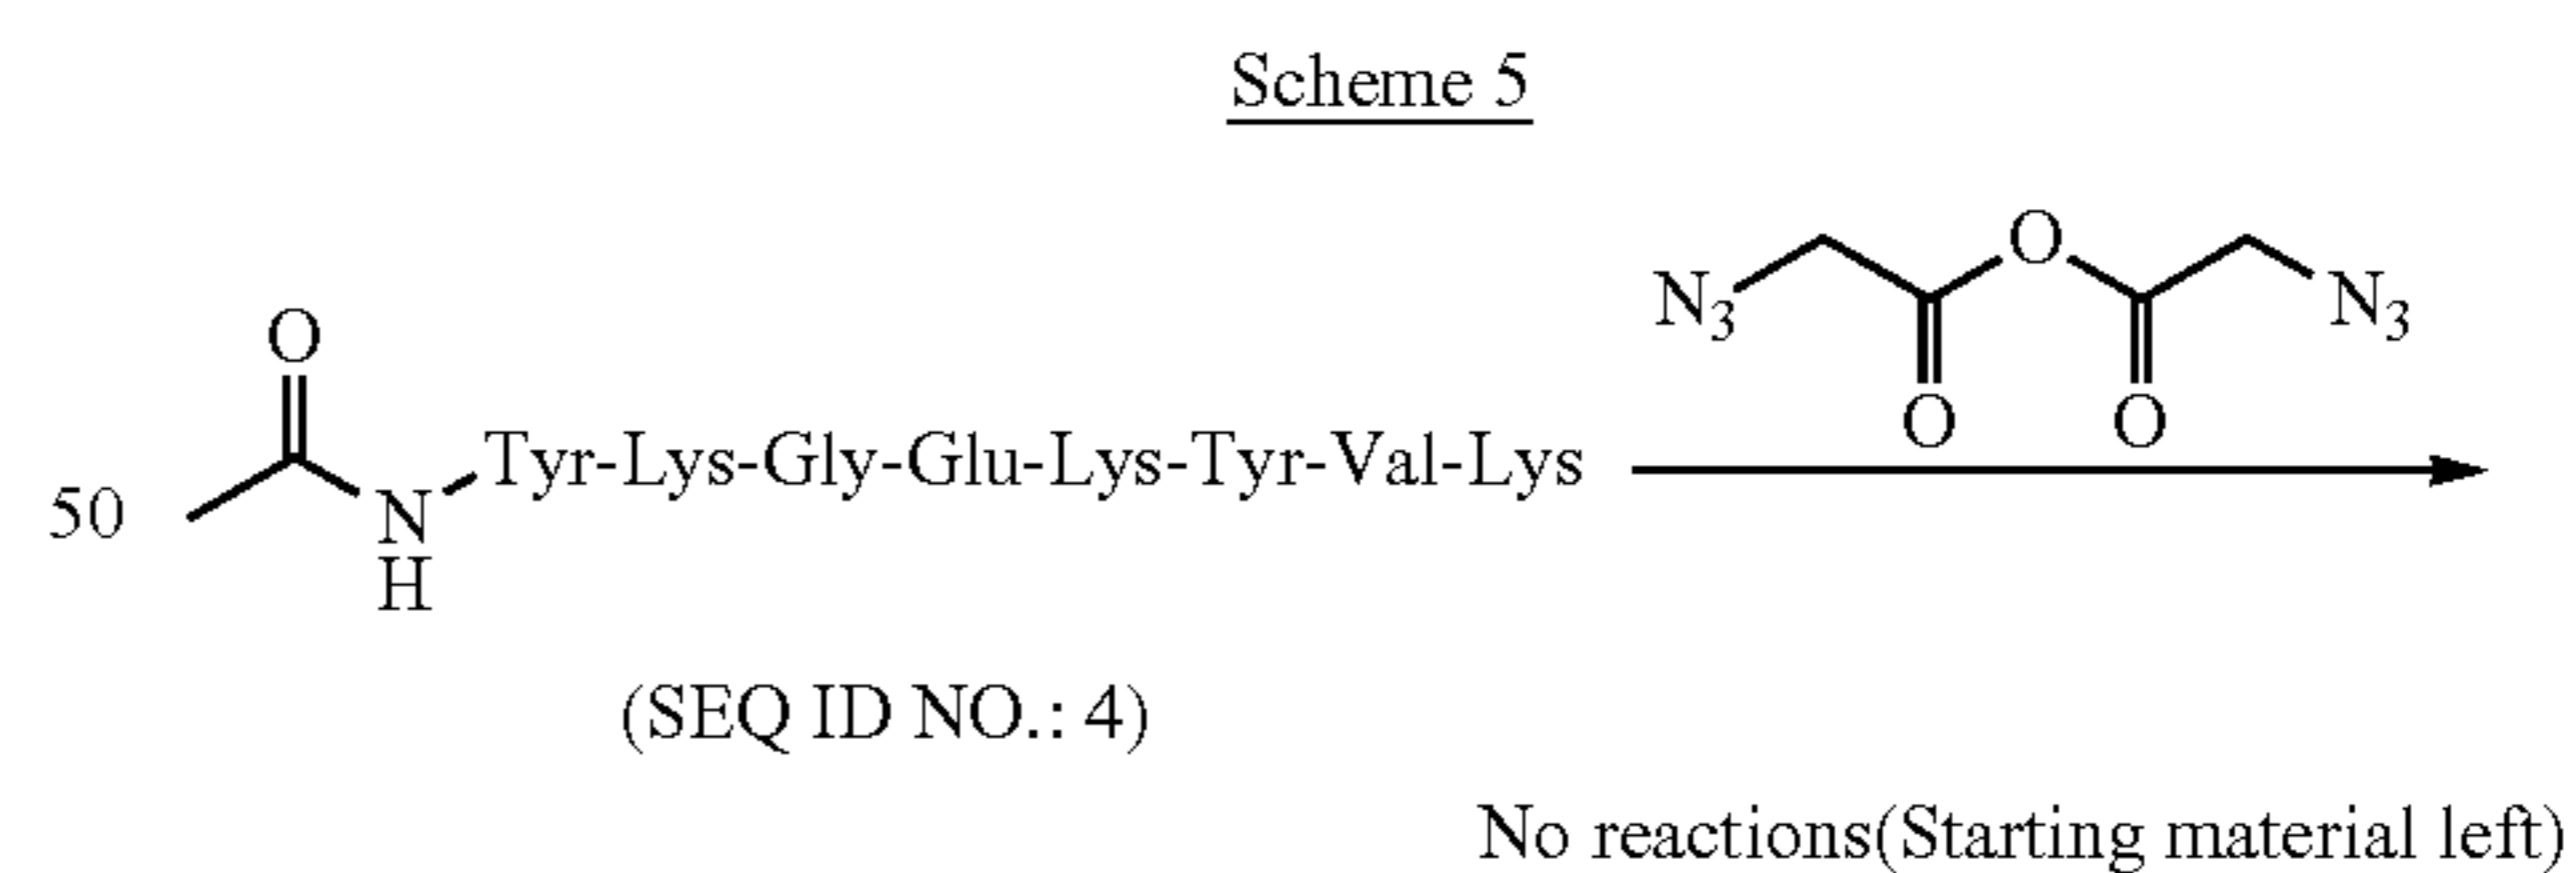 Scheme 5
O
N3 O O O N3
50 O N H Tyr-Lys-Gly-Glu-Lys-Tyr-Val-Lys
(SEQ ID NO.: 4)
No reactions(Starting material left)